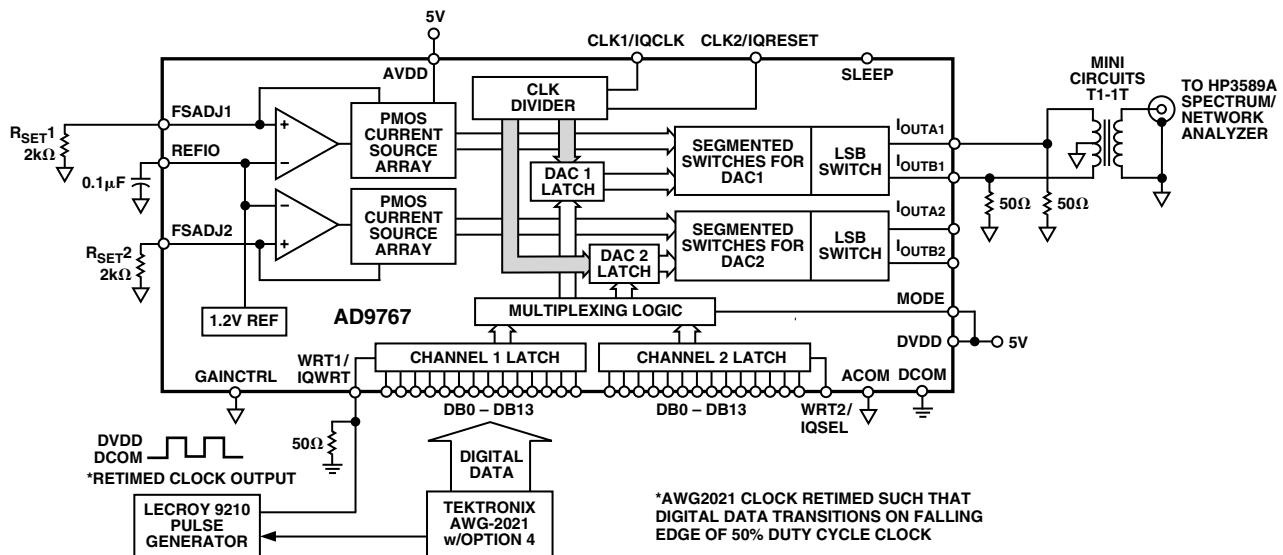 5V
CLK1/IQCLK
CLK2/IQRESET
AVDD
SLEEP
MINI
CIRCUITS
T1-1T
TO HP3589A
SPECTRUM/
NETWORK
ANALYZER
CLK
DIVIDER
FSADJ1
RSET1
2kΩ
REFIO
0.1µF
+
–
PMOS
CURRENT
SOURCE
ARRAY
DAC 1
LATCH
SEGMENTED
SWITCHES FOR
DAC1
LSB
SWITCH
IOUTA1
IOUTB1
50Ω
50Ω
FSADJ2
RSET2
2kΩ
–
+
PMOS
CURRENT
SOURCE
ARRAY
DAC 2
LATCH
SEGMENTED
SWITCHES FOR
DAC2
LSB
SWITCH
IOUTA2
IOUTB2
1.2V REF
AD9767
MULTIPLEXING LOGIC
MODE
DVDD
5V
WRT1/
IQWRT
CHANNEL 1 LATCH
CHANNEL 2 LATCH
GAINCTRL
ACOM
DCOM
DB0 – DB13
DB0 – DB13
WRT2/
IQSEL
50Ω
DVDD
DCOM
*RETIMED CLOCK OUTPUT
DIGITAL
DATA
LECROY 9210
PULSE
GENERATOR
TEKTRONIX
AWG-2021
w/OPTION 4
*AWG2021 CLOCK RETIMED SUCH THAT
DIGITAL DATA TRANSITIONS ON FALLING
EDGE OF 50% DUTY CYCLE CLOCK